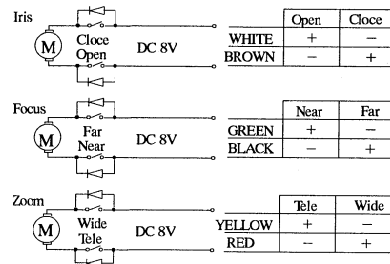 Iris
M
Cloce
Open
DC 8V
Open Cloce
WHITE + −
BROWN − +
Focus
M
Far
Near
DC 8V
Near Far
GREEN + −
BLACK − +
Zoom
M
Wide
Tele
DC 8V
Tele Wide
YELLOW + −
RED − +